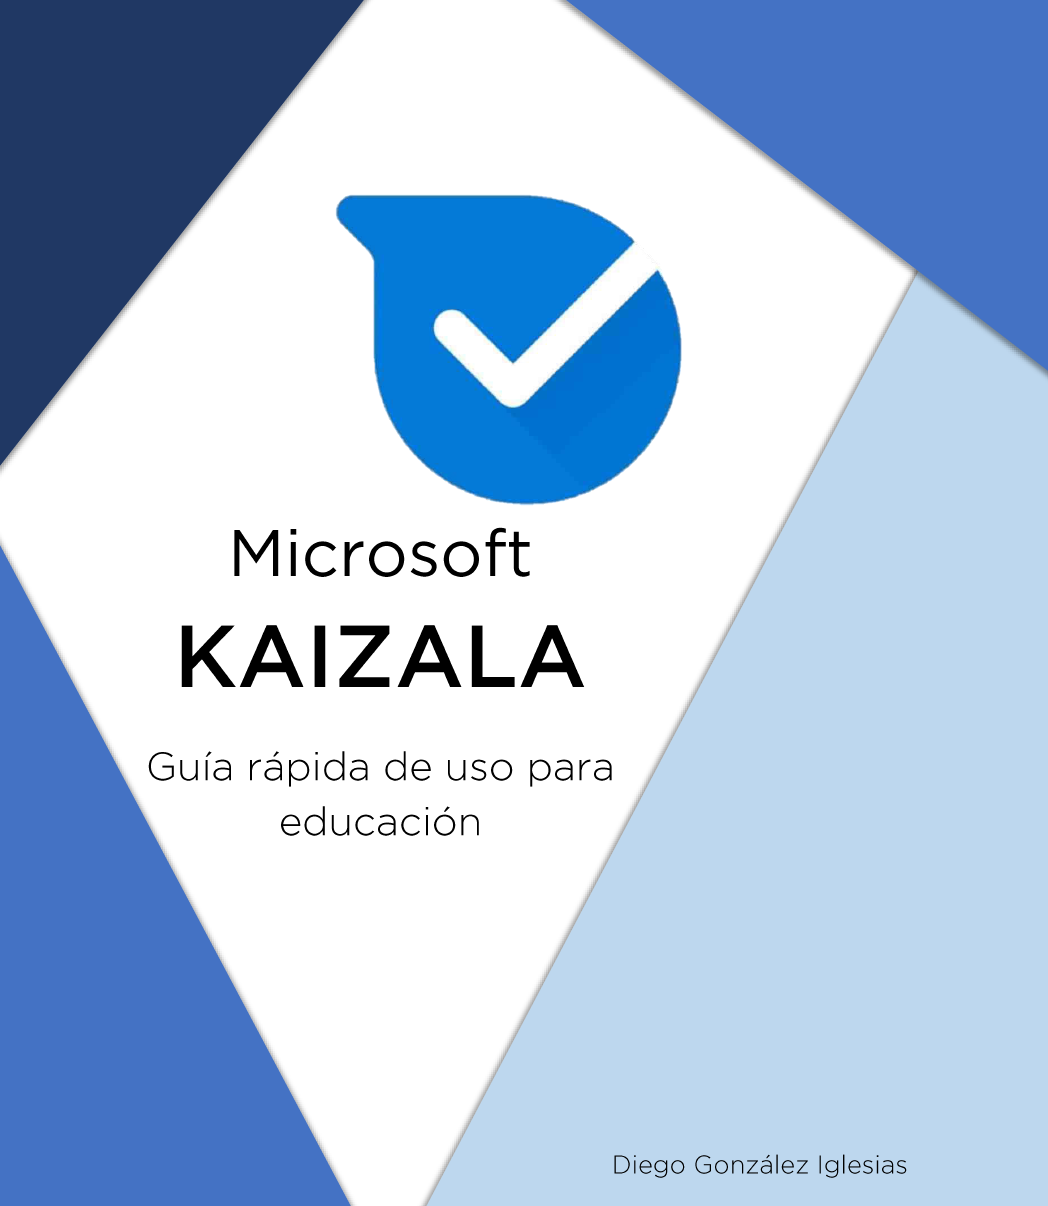 Microsoft
KAIZALA
Guía rápida de uso para
educación
Diego González Iglesias